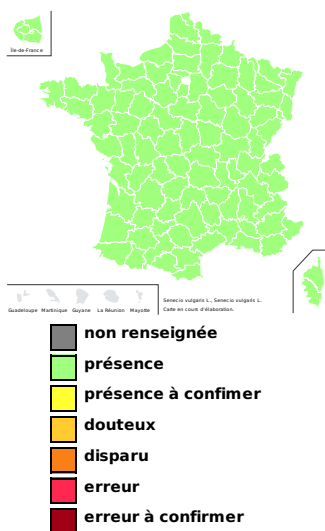 Île-de-France
Guadeloupe Martinique Guyane La Réunion Mayotte
Senecio vulgaris L., Senecio vulgaris L.
Carte en cours d'élaboration.
non renseignée
présence
présence à confimer
douteux
disparu
erreur
erreur à confirmer